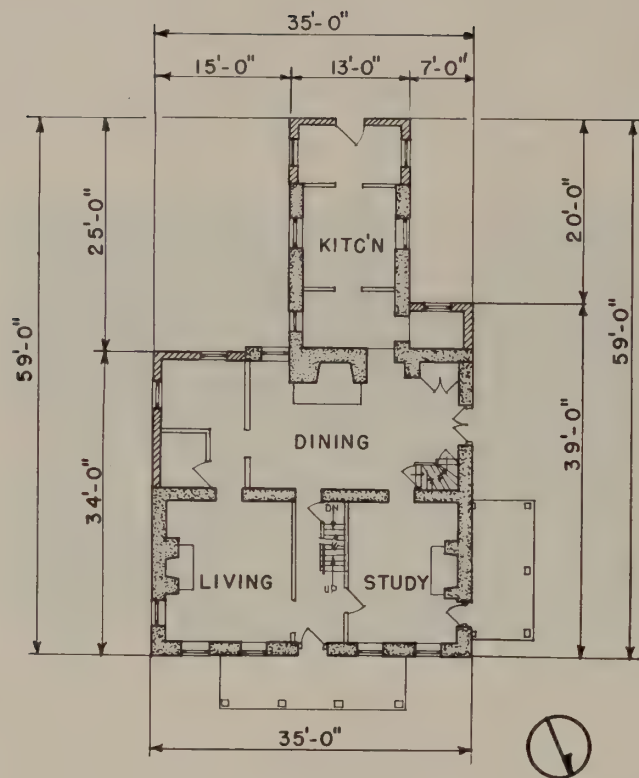 35'-0"
15'-0"
13'-0"
7'-0"
59'-0"
25'-0"
34'-0"
20'-0"
39'-0"
59'-0"
KITC'N
DINING
DN
UP
LIVING
STUDY
35'-0"